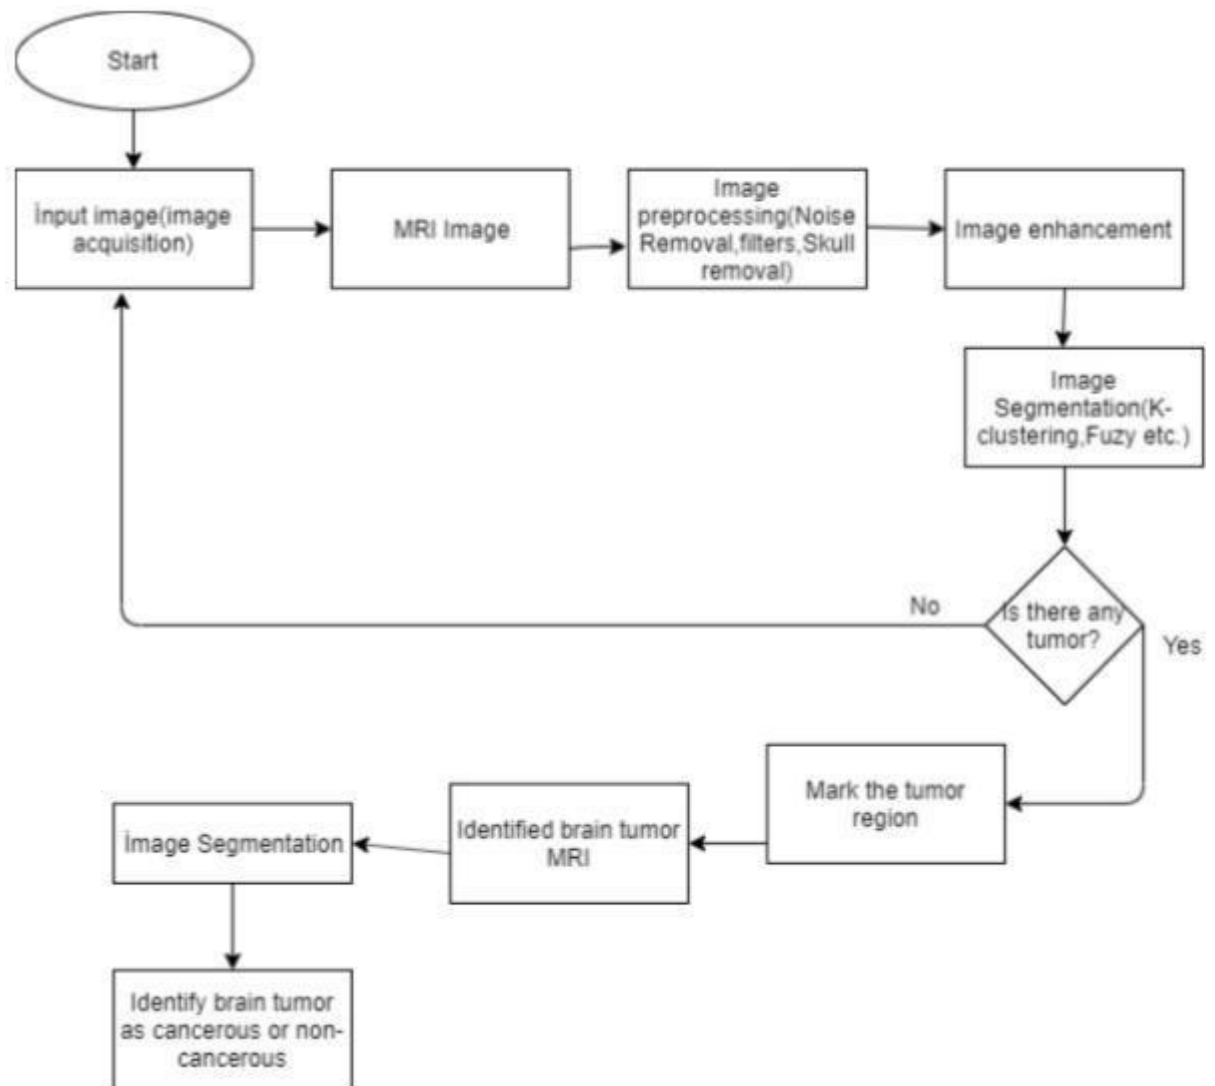 Start
İnput image(image
acquisition)
MRI Image
Image
preprocessing(Noise
Removal,filters,Skull
removal)
Image enhancement
Image
Segmentation(K-
clustering,Fuzy etc.)
Is there any
tumor?
No
Yes
Mark the tumor
region
Identified brain tumor
MRI
İmage Segmentation
Identify brain tumor
as cancerous or non-
cancerous